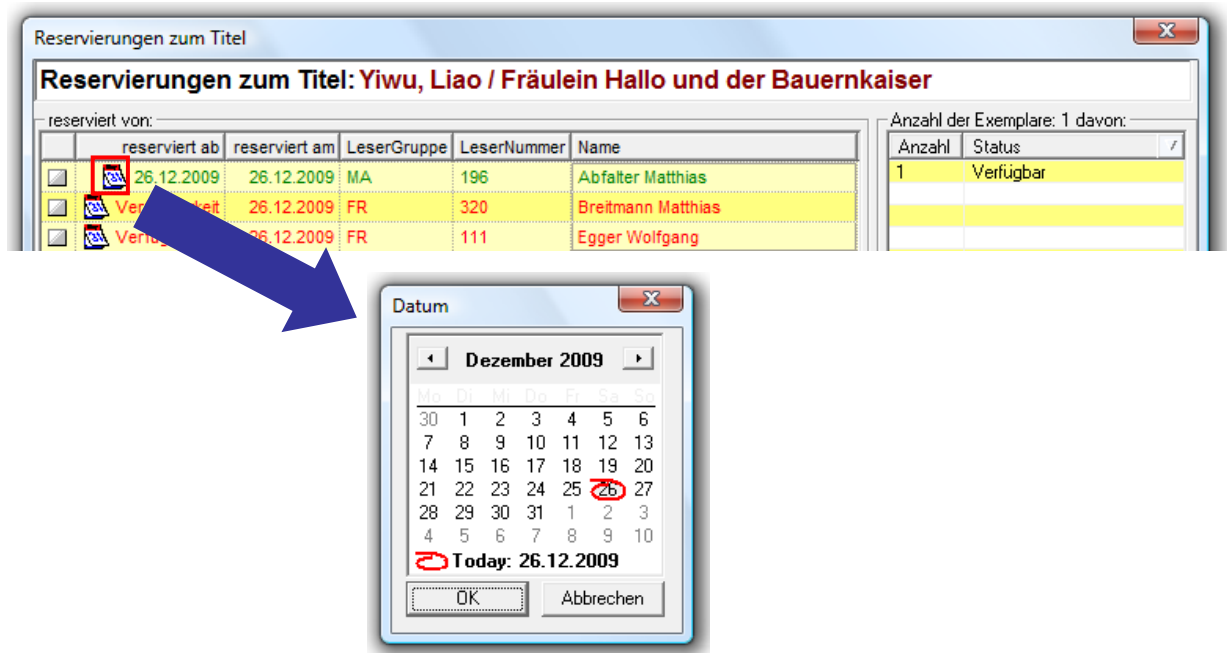 Reservierungen zum Titel
Reservierungen zum Titel: Yiwu, Liao / Fräulein Hallo und der Bauernkaiser
reserviert von:
reserviert ab reserviert am LeserGruppe LeserNummer Name
26.12.2009 26.12.2009 MA 196 Abfalter Matthias
26.12.2009 FR 320 Breitmann Matthias
26.12.2009 FR 111 Egger Wolfgang
Anzahl der Exemplare: 1 davon:
Anzahl Status /
1 Verfügbar
Datum
Dezember 2009
Mo Di Mi Do Fr Sa So
30 1 2 3 4 5 6
7 8 9 10 11 12 13
14 15 16 17 18 19 20
21 22 23 24 25 26 27
28 29 30 31 1 2 3
4 5 6 7 8 9 10
Today: 26.12.2009
OK Abbrechen